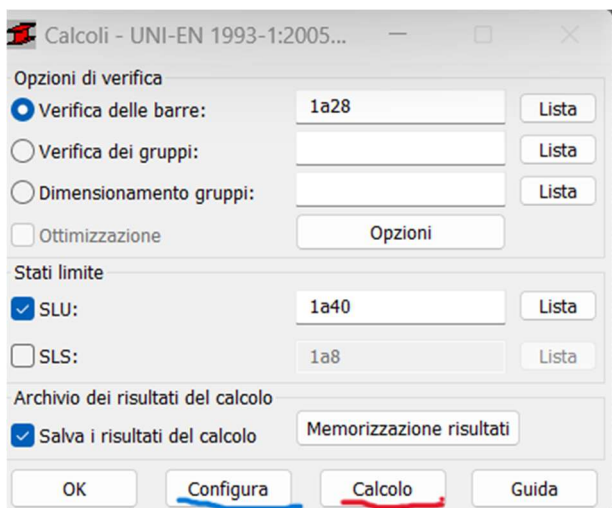 Calcoli - UNI-EN 1993-1:2005...
Opzioni di verifica
Verifica delle barre: 1a28 Lista
Verifica dei gruppi: Lista
Dimensionamento gruppi: Lista
Ottimizzazione Opzioni
Stati limite
SLU: 1a40 Lista
SLS: 1a8 Lista
Archivio dei risultati del calcolo
Salva i risultati del calcolo Memorizzazione risultati
OK Configura Calcolo Guida